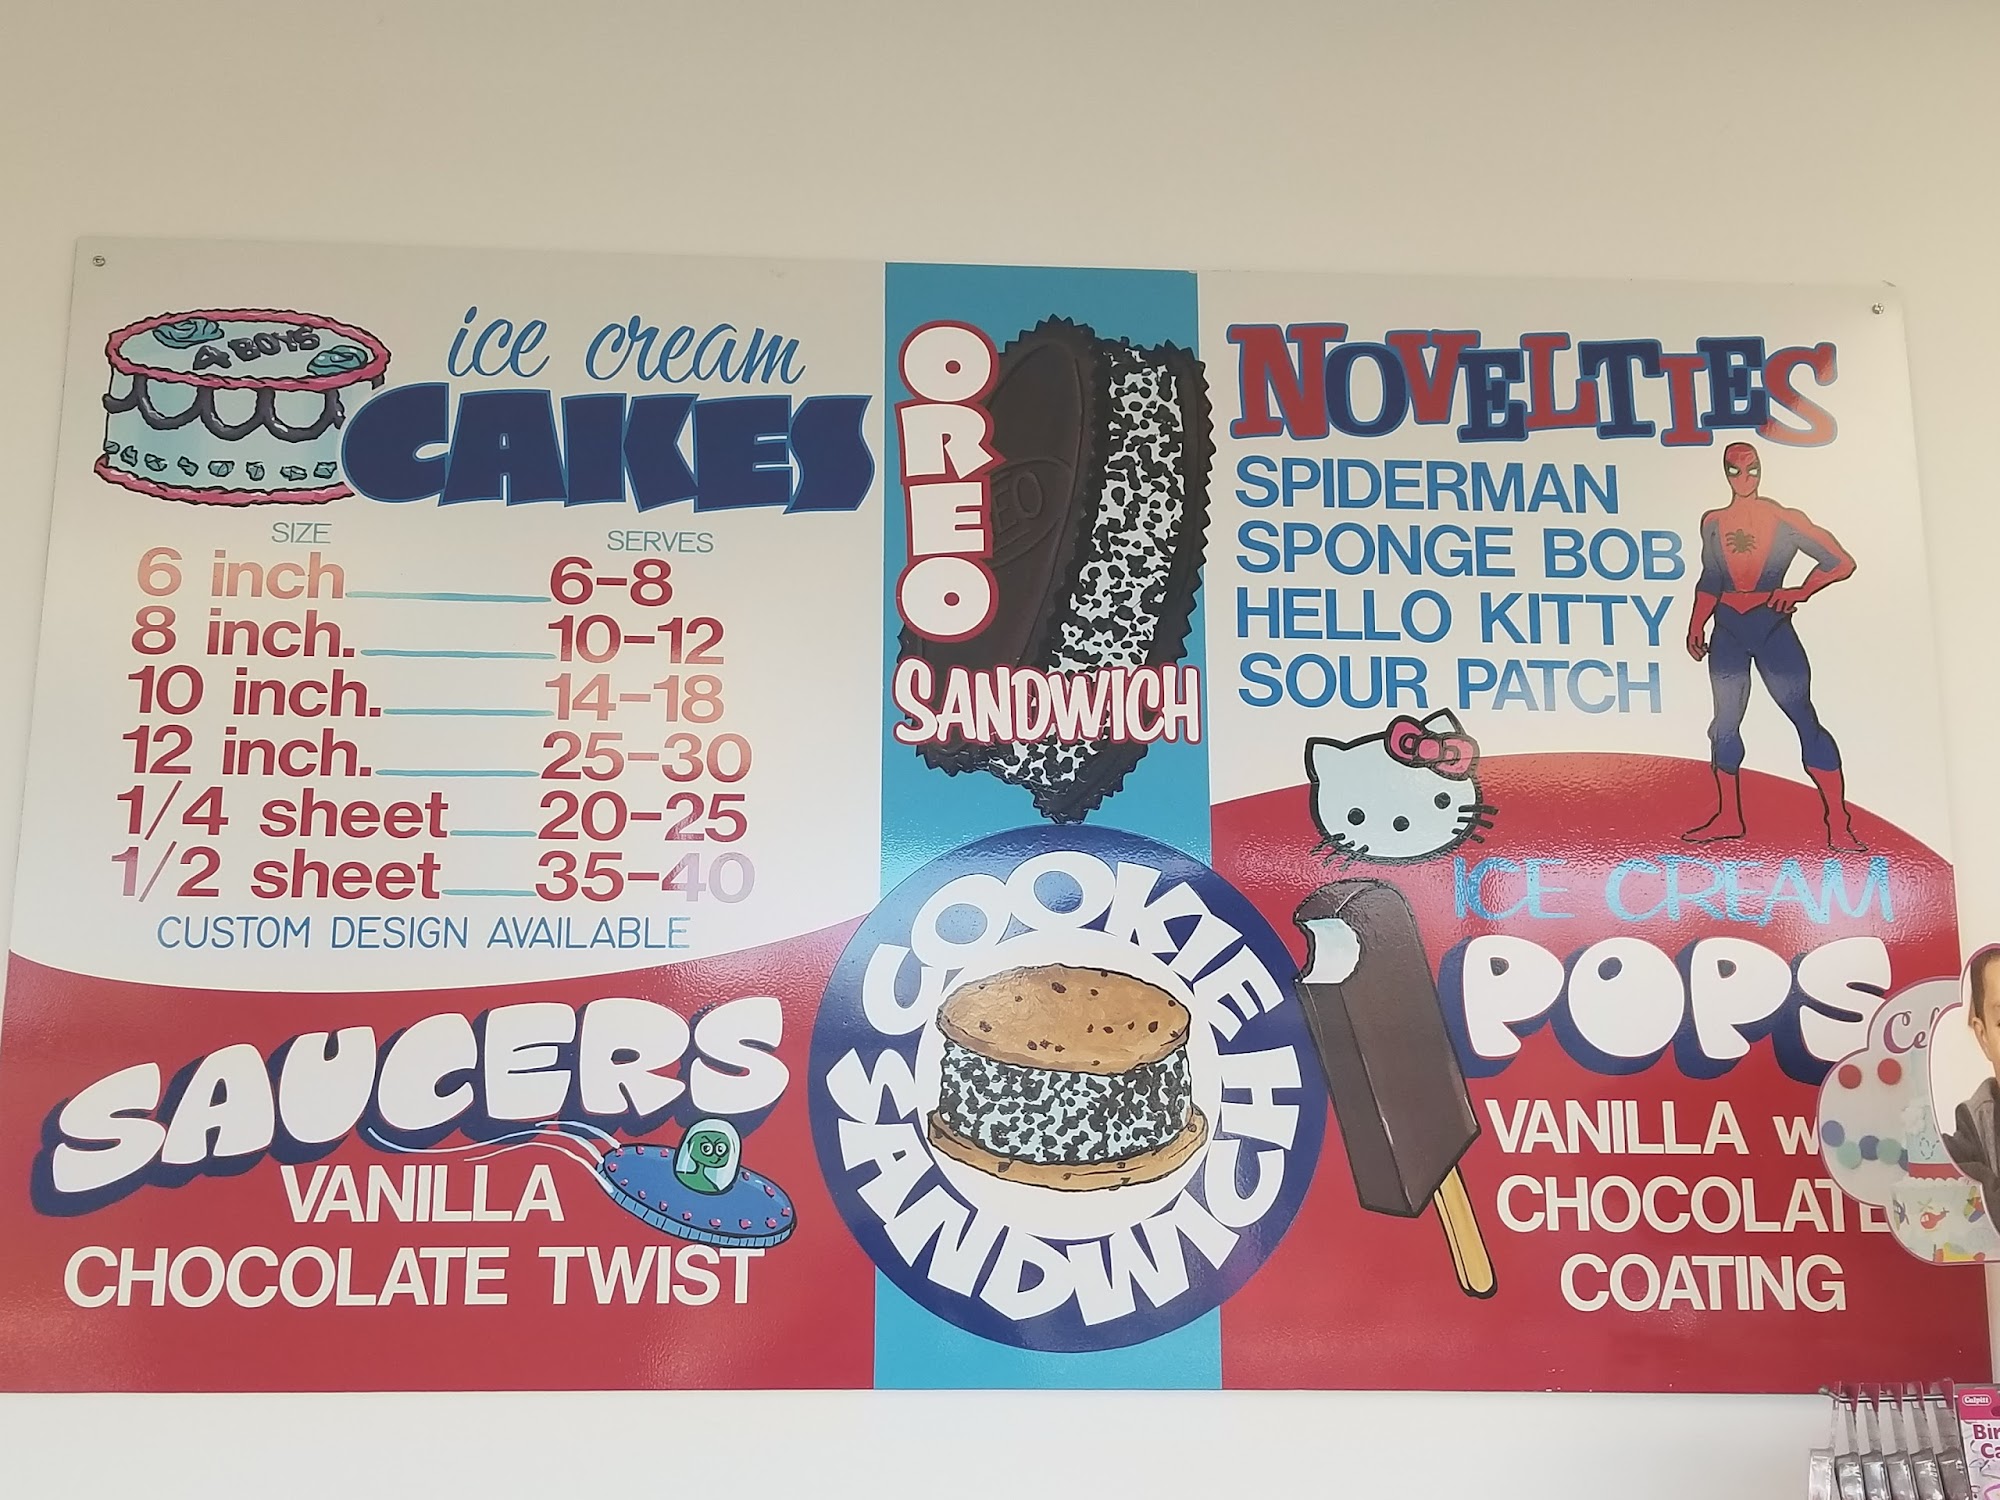 4 BOYS
ice cream
CAKES
SIZE SERVES
6 inch 6-8
8 inch. 10-12
10 inch. 14-18
12 inch. 25-30
1/4 sheet 20-25
1/2 sheet 35-40
CUSTOM DESIGN AVAILABLE
SAUCERS
VANILLA
CHOCOLATE TWIST
OREO
SANDWICH
COOKIE
SANDWICH
NOVELTIES
SPIDERMAN
SPONGE BOB
HELLO KITTY
SOUR PATCH
ICE CREAM
POPS
VANILLA
CHOCOLATE
COATING
Culpitt